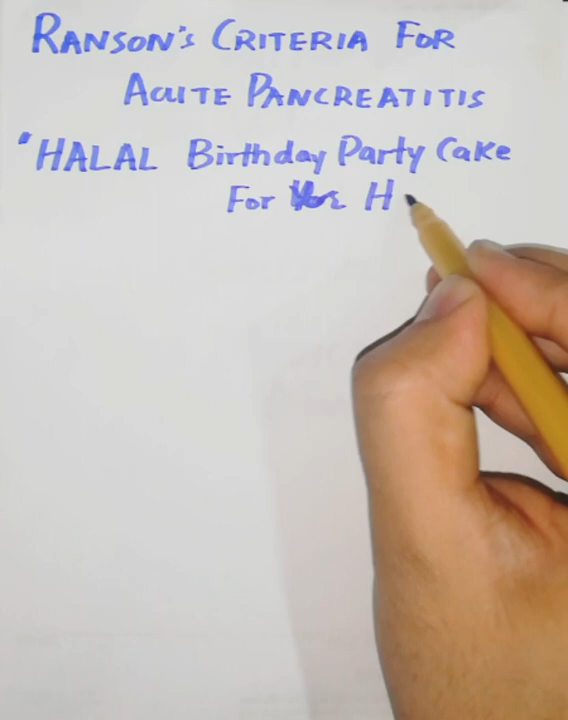 RANSON'S CRITERIA FOR
ACUTE PANCREATITIS
"HALAL Birthday Party Cake
For H